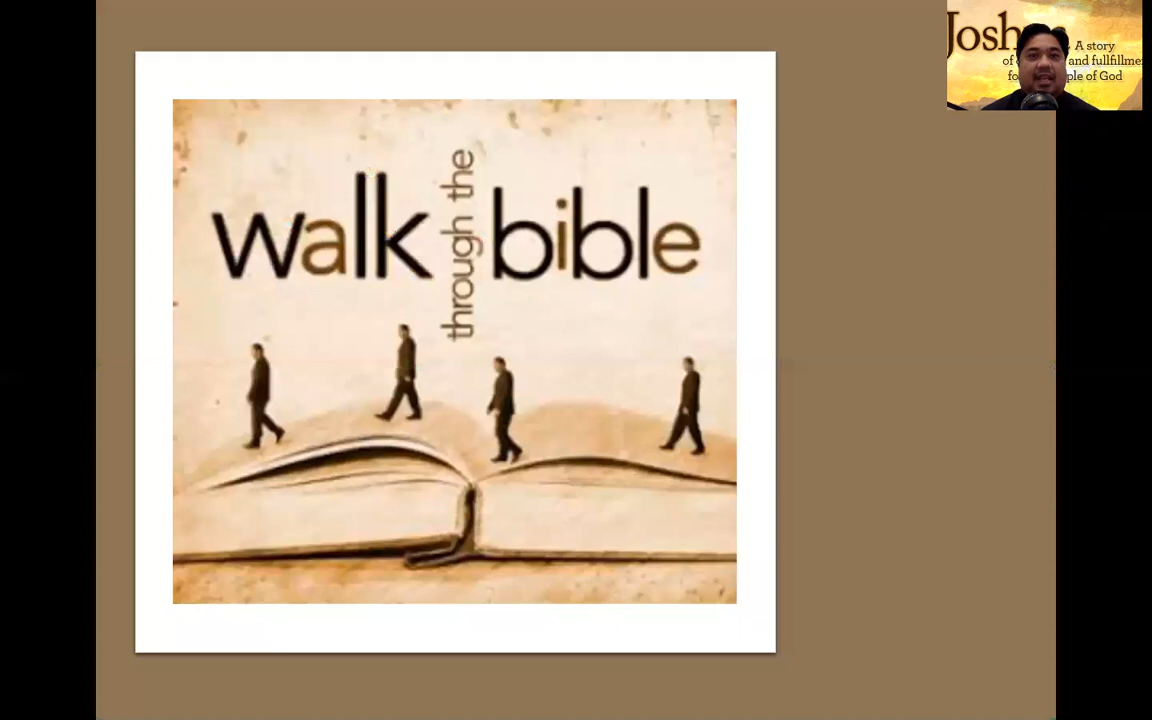 walk through the bible
Josh
A story
of and fullfillme
fo ple of God